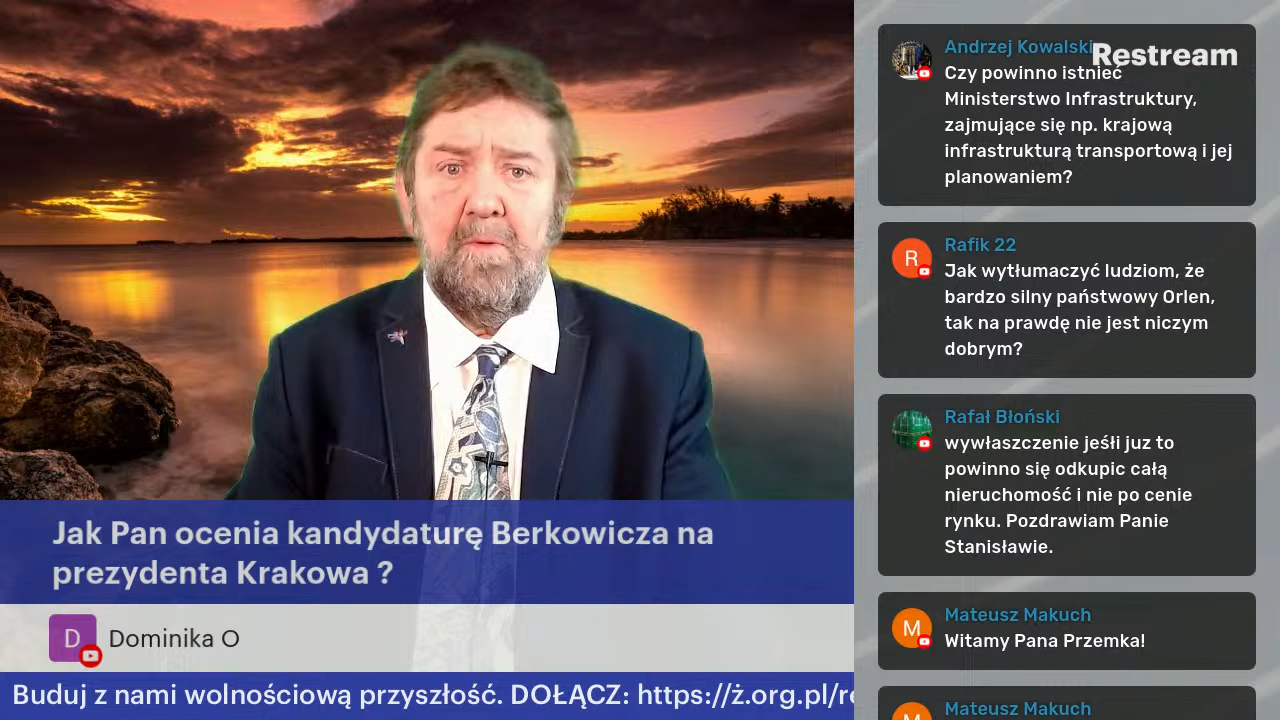 Jak Pan ocenia kandydaturę Berkowicza na
prezydenta Krakowa ?
D
Dominika O
Buduj z nami wolnościową przyszłość. DOŁĄCZ: https://ż.org.pl/re
Restream
Andrzej Kowalski
Czy powinno istnieć
Ministerstwo Infrastruktury,
zajmujące się np. krajową
infrastrukturą transportową i jej
planowaniem?
R
Rafik 22
Jak wytłumaczyć ludziom, że
bardzo silny państwowy Orlen,
tak na prawdę nie jest niczym
dobrym?
Rafał Błoński
wywłaszczenie jeśłi juz to
powinno się odkupic całą
nieruchomość i nie po cenie
rynku. Pozdrawiam Panie
Stanisławie.
M
Mateusz Makuch
Witamy Pana Przemka!
Mateusz Makuch